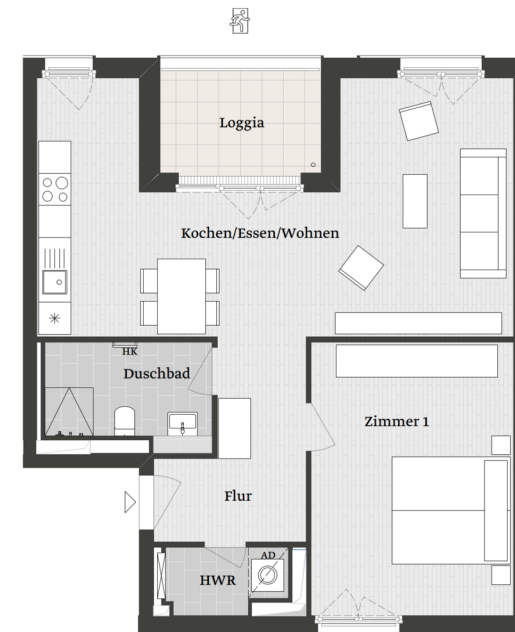 Loggia
Kochen/Essen/Wohnen
HK
Duschbad
Zimmer 1
Flur
AD
HWR